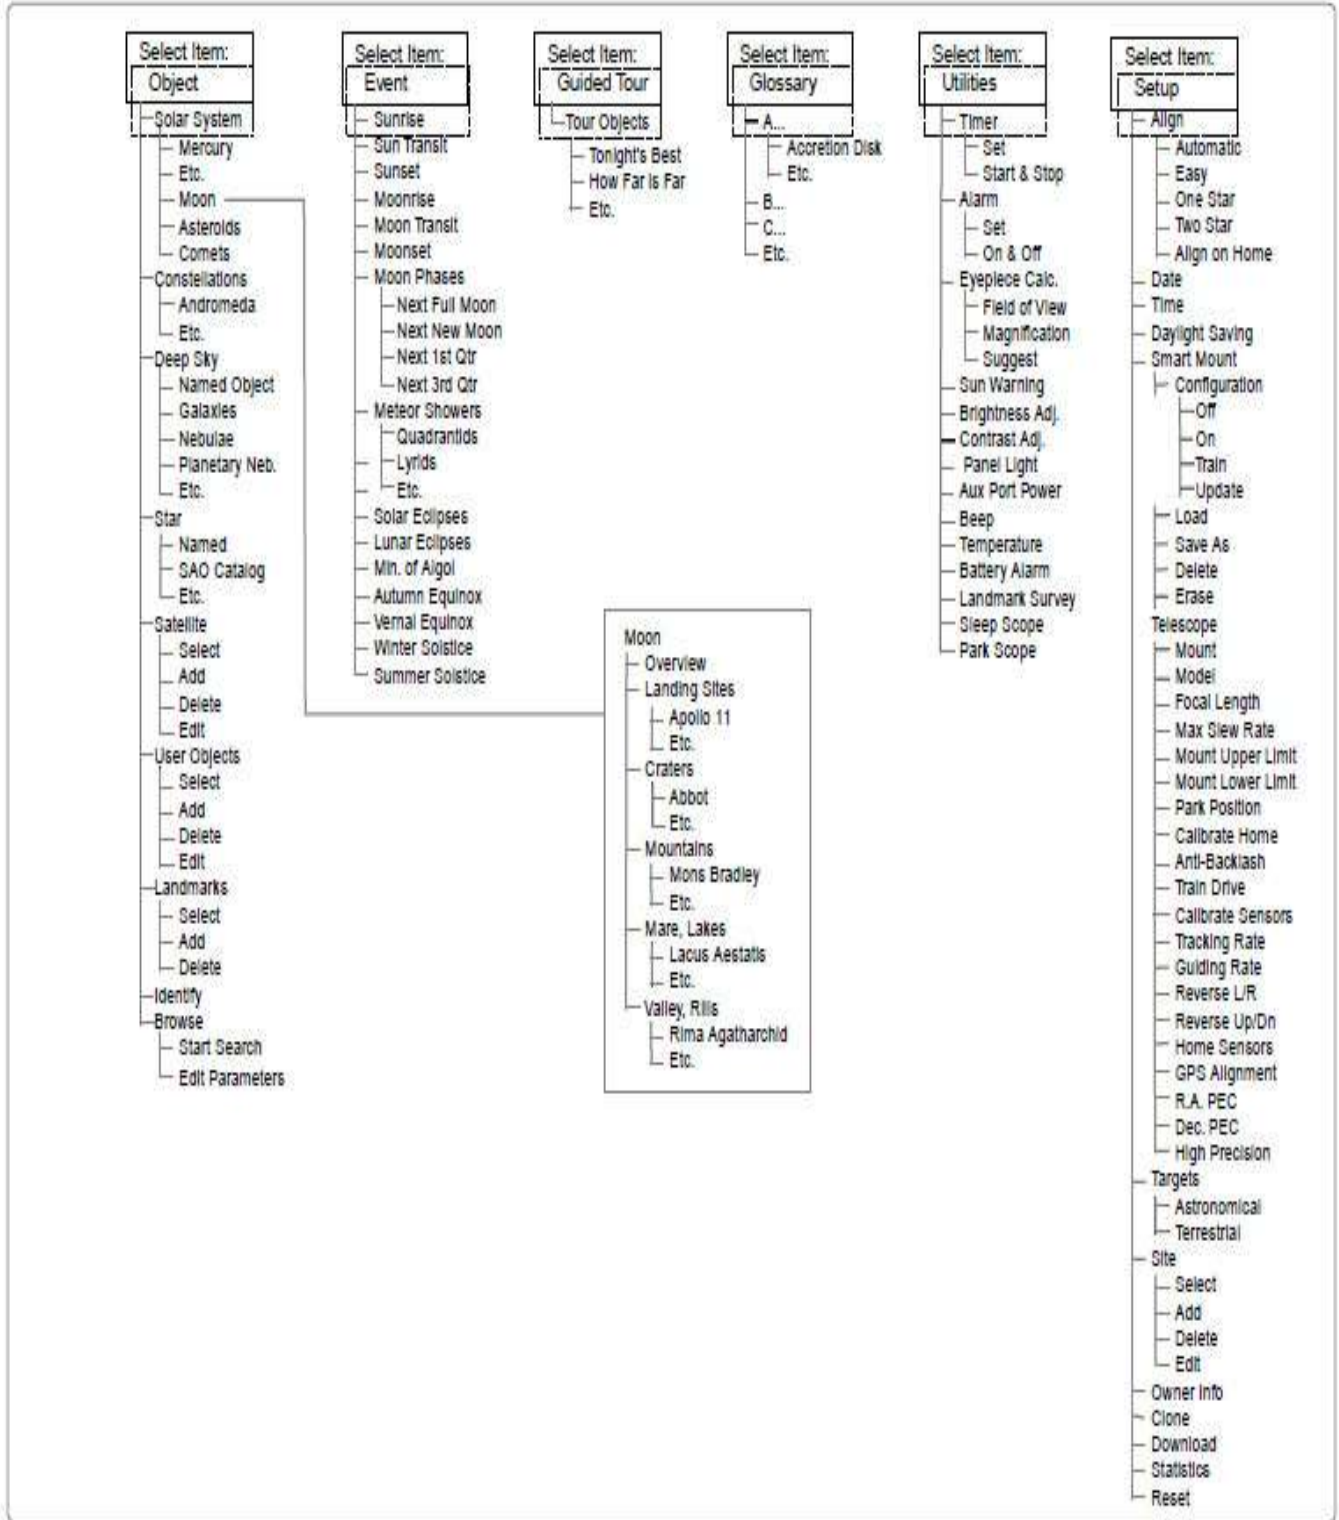 Select Item:
Object
Solar System
Mercury
Etc.
Moon
Asteroids
Comets
Constellations
Andromeda
Etc.
Deep Sky
Named Object
Galaxies
Nebulae
Planetary Neb.
Etc.
Star
Named
SAO Catalog
Etc.
Satellite
Select
Add
Delete
Edit
User Objects
Select
Add
Delete
Edit
Landmarks
Select
Add
Delete
Identify
Browse
Start Search
Edit Parameters
Select Item:
Event
Sunrise
Sun Transit
Sunset
Moonrise
Moon Transit
Moonset
Moon Phases
Next Full Moon
Next New Moon
Next 1st Qtr
Next 3rd Qtr
Meteor Showers
Quadrantids
Lyrids
Etc.
Solar Eclipses
Lunar Eclipses
Min. of Algol
Autumn Equinox
Vernal Equinox
Winter Solstice
Summer Solstice
Select Item:
Guided Tour
Tour Objects
Tonight's Best
How Far is Far
Etc.
Moon
Overview
Landing Sites
Apollo 11
Etc.
Craters
Abbot
Etc.
Mountains
Mons Bradley
Etc.
Mare, Lakes
Lacus Aestatis
Etc.
Valley, Rills
Rima Agatharchid
Etc.
Select Item:
Glossary
A...
Accretion Disk
Etc.
B...
C...
Etc.
Select Item:
Utilities
Timer
Set
Start & Stop
Alarm
Set
On & Off
Eyepiece Calc.
Field of View
Magnification
Suggest
Sun Warning
Brightness Adj.
Contrast Adj.
Panel Light
Aux Port Power
Beep
Temperature
Battery Alarm
Landmark Survey
Sleep Scope
Park Scope
Select Item:
Setup
Align
Automatic
Easy
One Star
Two Star
Align on Home
Date
Time
Daylight Saving
Smart Mount
Configuration
Off
On
Train
Update
Load
Save As
Delete
Erase
Telescope
Mount
Model
Focal Length
Max Slew Rate
Mount Upper Limit
Mount Lower Limit
Park Position
Calibrate Home
Anti-Backlash
Train Drive
Calibrate Sensors
Tracking Rate
Guiding Rate
Reverse L/R
Reverse Up/Dn
Home Sensors
GPS Alignment
R.A. PEC
Dec. PEC
High Precision
Targets
Astronomical
Terrestrial
Site
Select
Add
Delete
Edit
Owner Info
Clone
Download
Statistics
Reset